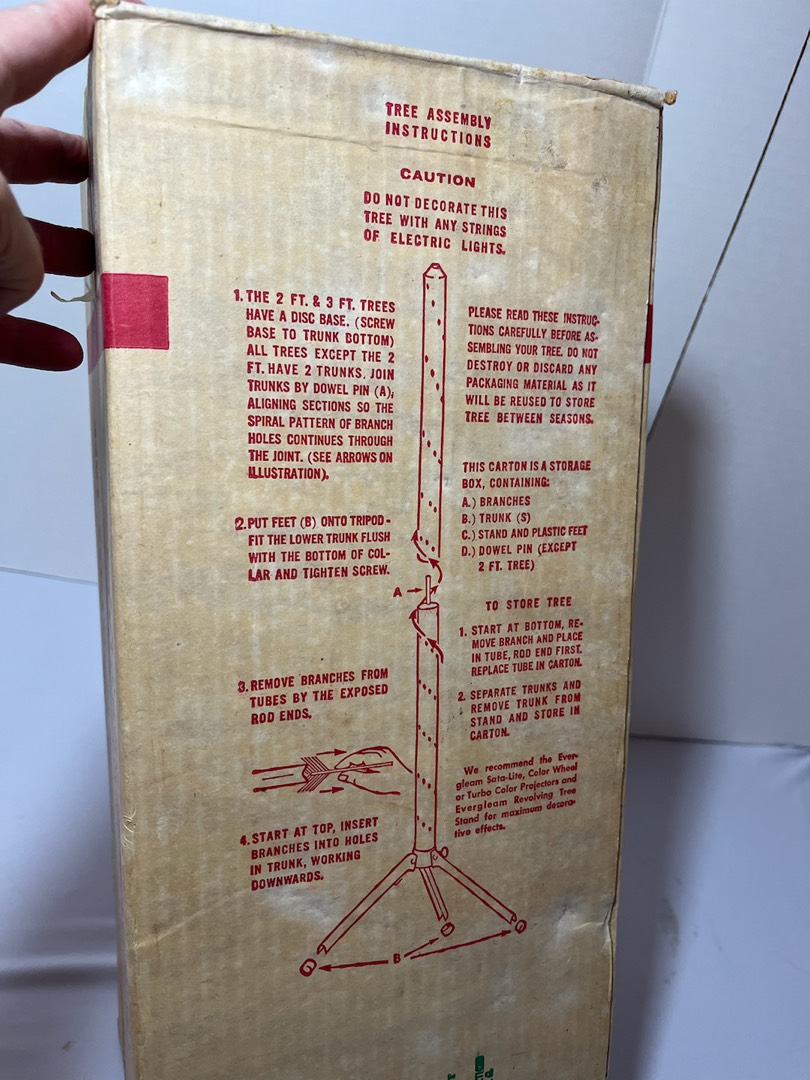 TREE ASSEMBLY
INSTRUCTIONS
CAUTION
DO NOT DECORATE THIS
TREE WITH ANY STRINGS
OF ELECTRIC LIGHTS.
1. THE 2 FT. & 3 FT. TREES
HAVE A DISC BASE. (SCREW
BASE TO TRUNK BOTTOM)
ALL TREES EXCEPT THE 2
FT. HAVE 2 TRUNKS. JOIN
TRUNKS BY DOWEL PIN (A),
ALIGNING SECTIONS SO THE
SPIRAL PATTERN OF BRANCH
HOLES CONTINUES THROUGH
THE JOINT. (SEE ARROWS ON
ILLUSTRATION).
2. PUT FEET (B) ONTO TRIPOD-
FIT THE LOWER TRUNK FLUSH
WITH THE BOTTOM OF COL-
LAR AND TIGHTEN SCREW.
3. REMOVE BRANCHES FROM
TUBES BY THE EXPOSED
ROD ENDS.
4. START AT TOP, INSERT
BRANCHES INTO HOLES
IN TRUNK, WORKING
DOWNWARDS.
A
B
PLEASE READ THESE INSTRUC-
TIONS CAREFULLY BEFORE AS-
SEMBLING YOUR TREE. DO NOT
DESTROY OR DISCARD ANY
PACKAGING MATERIAL AS IT
WILL BE REUSED TO STORE
TREE BETWEEN SEASONS.
THIS CARTON IS A STORAGE
BOX, CONTAINING:
A.) BRANCHES
B.) TRUNK (S)
C.) STAND AND PLASTIC FEET
D.) DOWEL PIN (EXCEPT
2 FT. TREE)
TO STORE TREE
1. START AT BOTTOM, RE-
MOVE BRANCH AND PLACE
IN TUBE, ROD END FIRST.
REPLACE TUBE IN CARTON.
2. SEPARATE TRUNKS AND
REMOVE TRUNK FROM
STAND AND STORE IN
CARTON.
We recommend the Ever-
gleam Sata-Lite, Color Wheel
or Turbo Color Projectors and
Evergleam Revolving Tree
Stand for maximum decora-
tive effects.